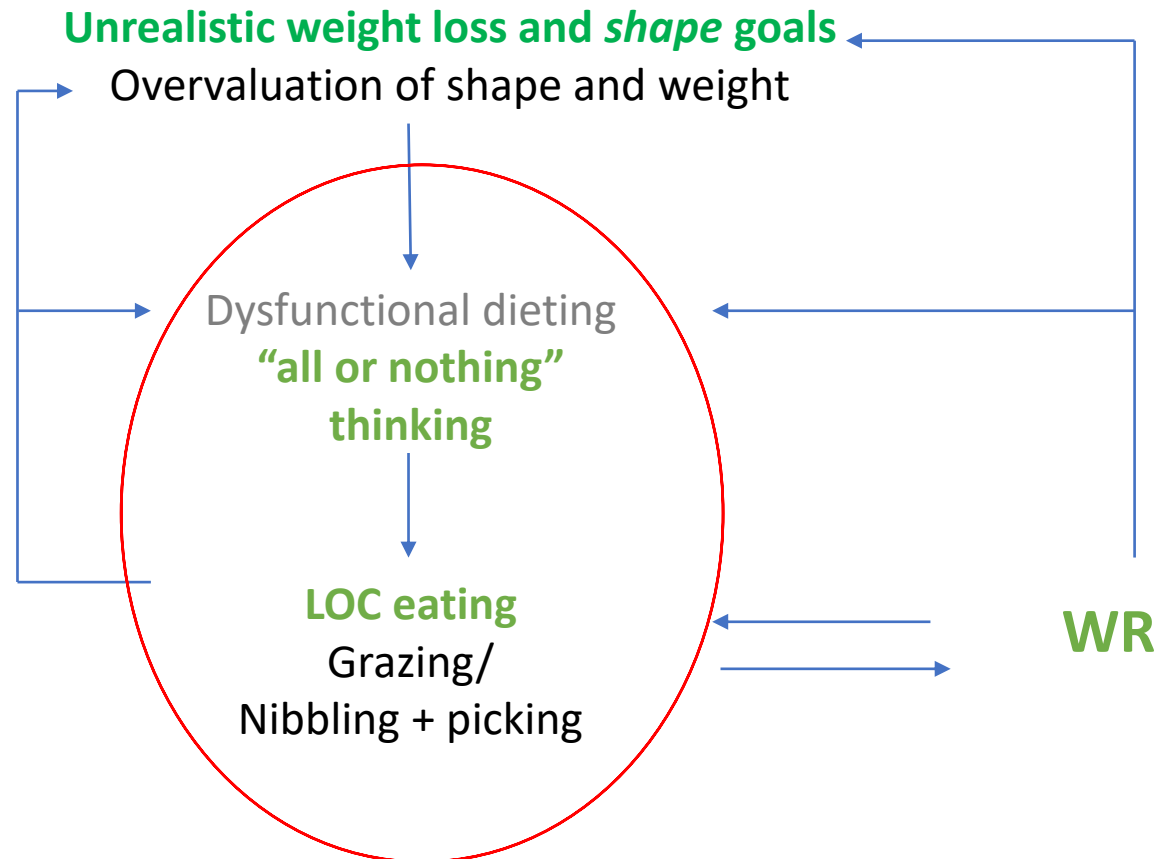 Unrealistic weight loss and shape goals
Overvaluation of shape and weight
Dysfunctional dieting
“all or nothing”
thinking
LOC eating
Grazing/
Nibbling + picking
WR